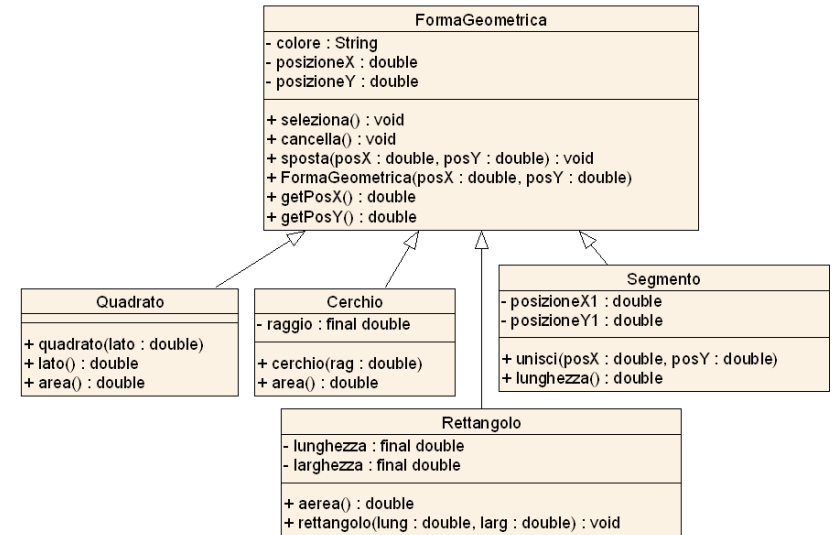 FormaGeometrica
- colore : String
- posizioneX : double
- posizioneY : double
+ seleziona() : void
+ cancella() : void
+ sposta(posX : double, posY : double) : void
+ FormaGeometrica(posX : double, posY : double)
+ getPosX() : double
+ getPosY() : double
Quadrato
+ quadrato(lato : double)
+ lato() : double
+ area() : double
Cerchio
- raggio : final double
+ cerchio(rag : double)
+ area() : double
Segmento
- posizioneX1 : double
- posizioneY1 : double
+ unisci(posX : double, posY : double)
+ lunghezza() : double
Rettangolo
- lunghezza : final double
- larghezza : final double
+ aerea() : double
+ rettangolo(lung : double, larg : double) : void